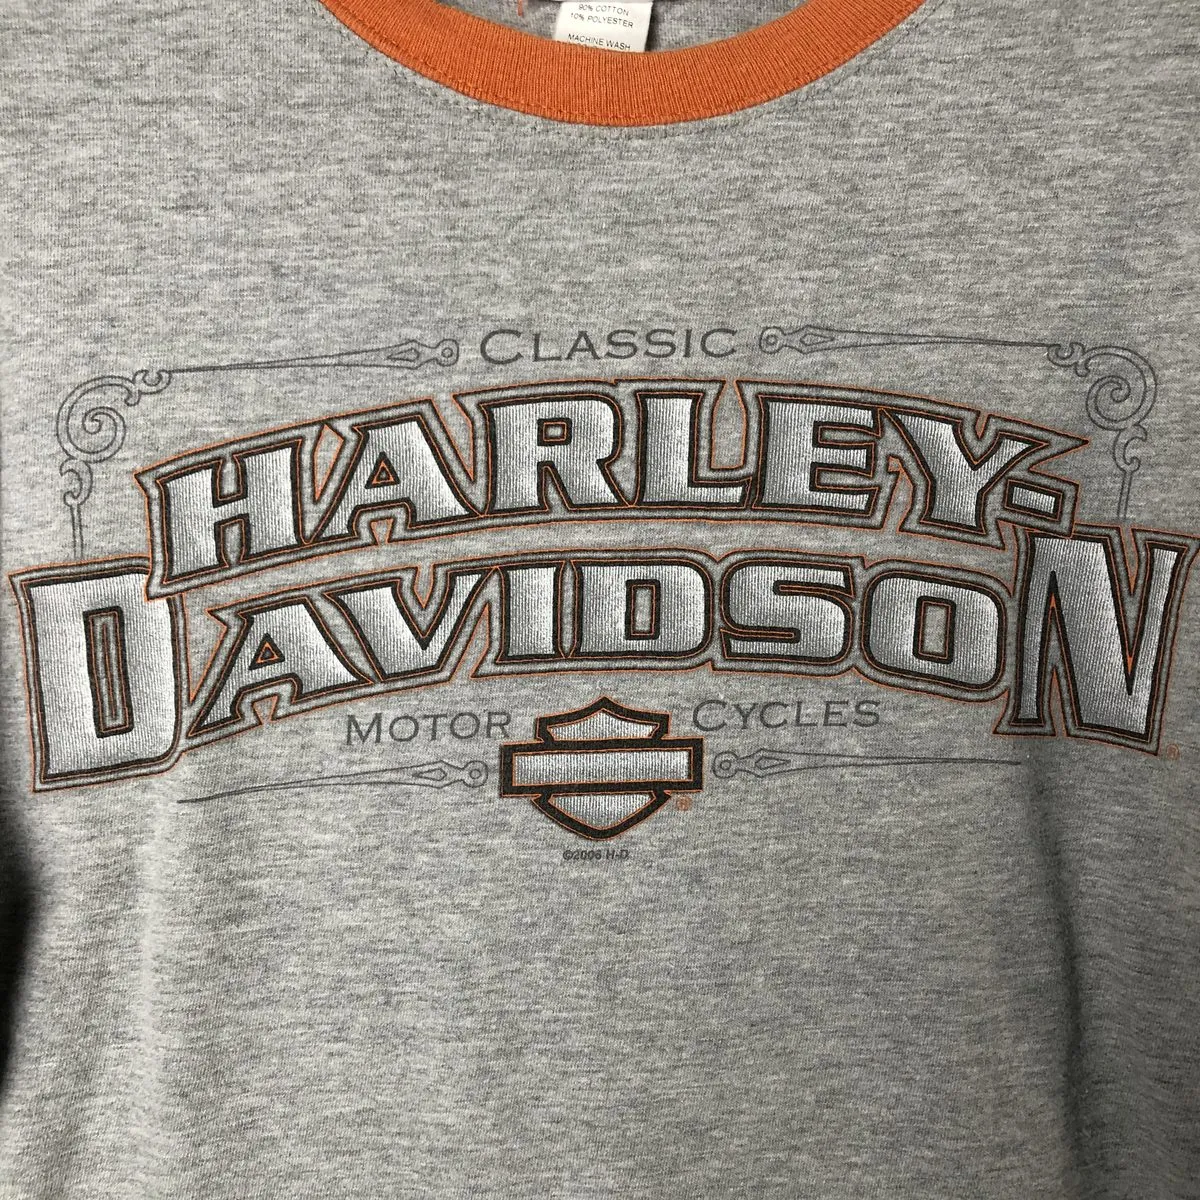 90% COTTON
10% POLYESTER
MACHINE WASH
CLASSIC
HARLEY-
DAVIDSON®
MOTOR CYCLES
®
©2006 H-D